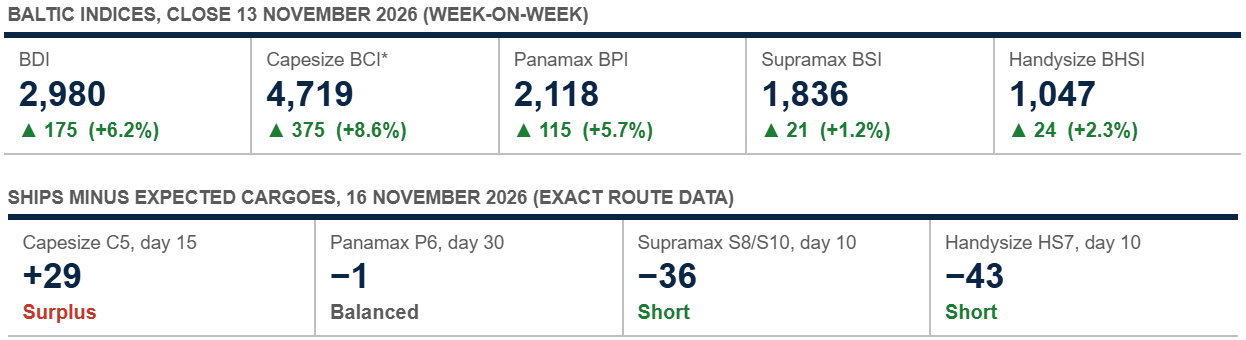 BALTIC INDICES, CLOSE 13 NOVEMBER 2026 (WEEK-ON-WEEK)
BDI
2,980
▲ 175 (+6.2%)
Capesize BCI*
4,719
▲ 375 (+8.6%)
Panamax BPI
2,118
▲ 115 (+5.7%)
Supramax BSI
1,836
▲ 21 (+1.2%)
Handysize BHSI
1,047
▲ 24 (+2.3%)
SHIPS MINUS EXPECTED CARGOES, 16 NOVEMBER 2026 (EXACT ROUTE DATA)
Capesize C5, day 15
+29
Surplus
Panamax P6, day 30
−1
Balanced
Supramax S8/S10, day 10
−36
Short
Handysize HS7, day 10
−43
Short